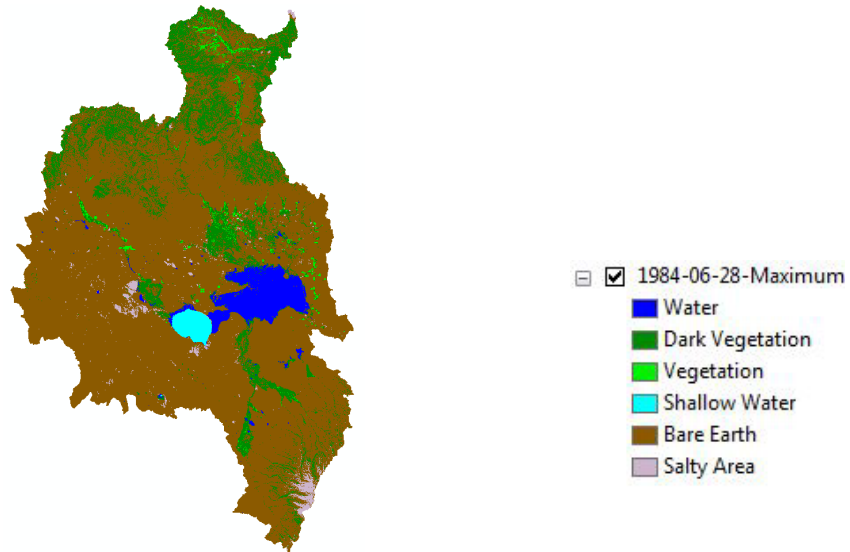 1984-06-28-Maximum
Water
Dark Vegetation
Vegetation
Shallow Water
Bare Earth
Salty Area